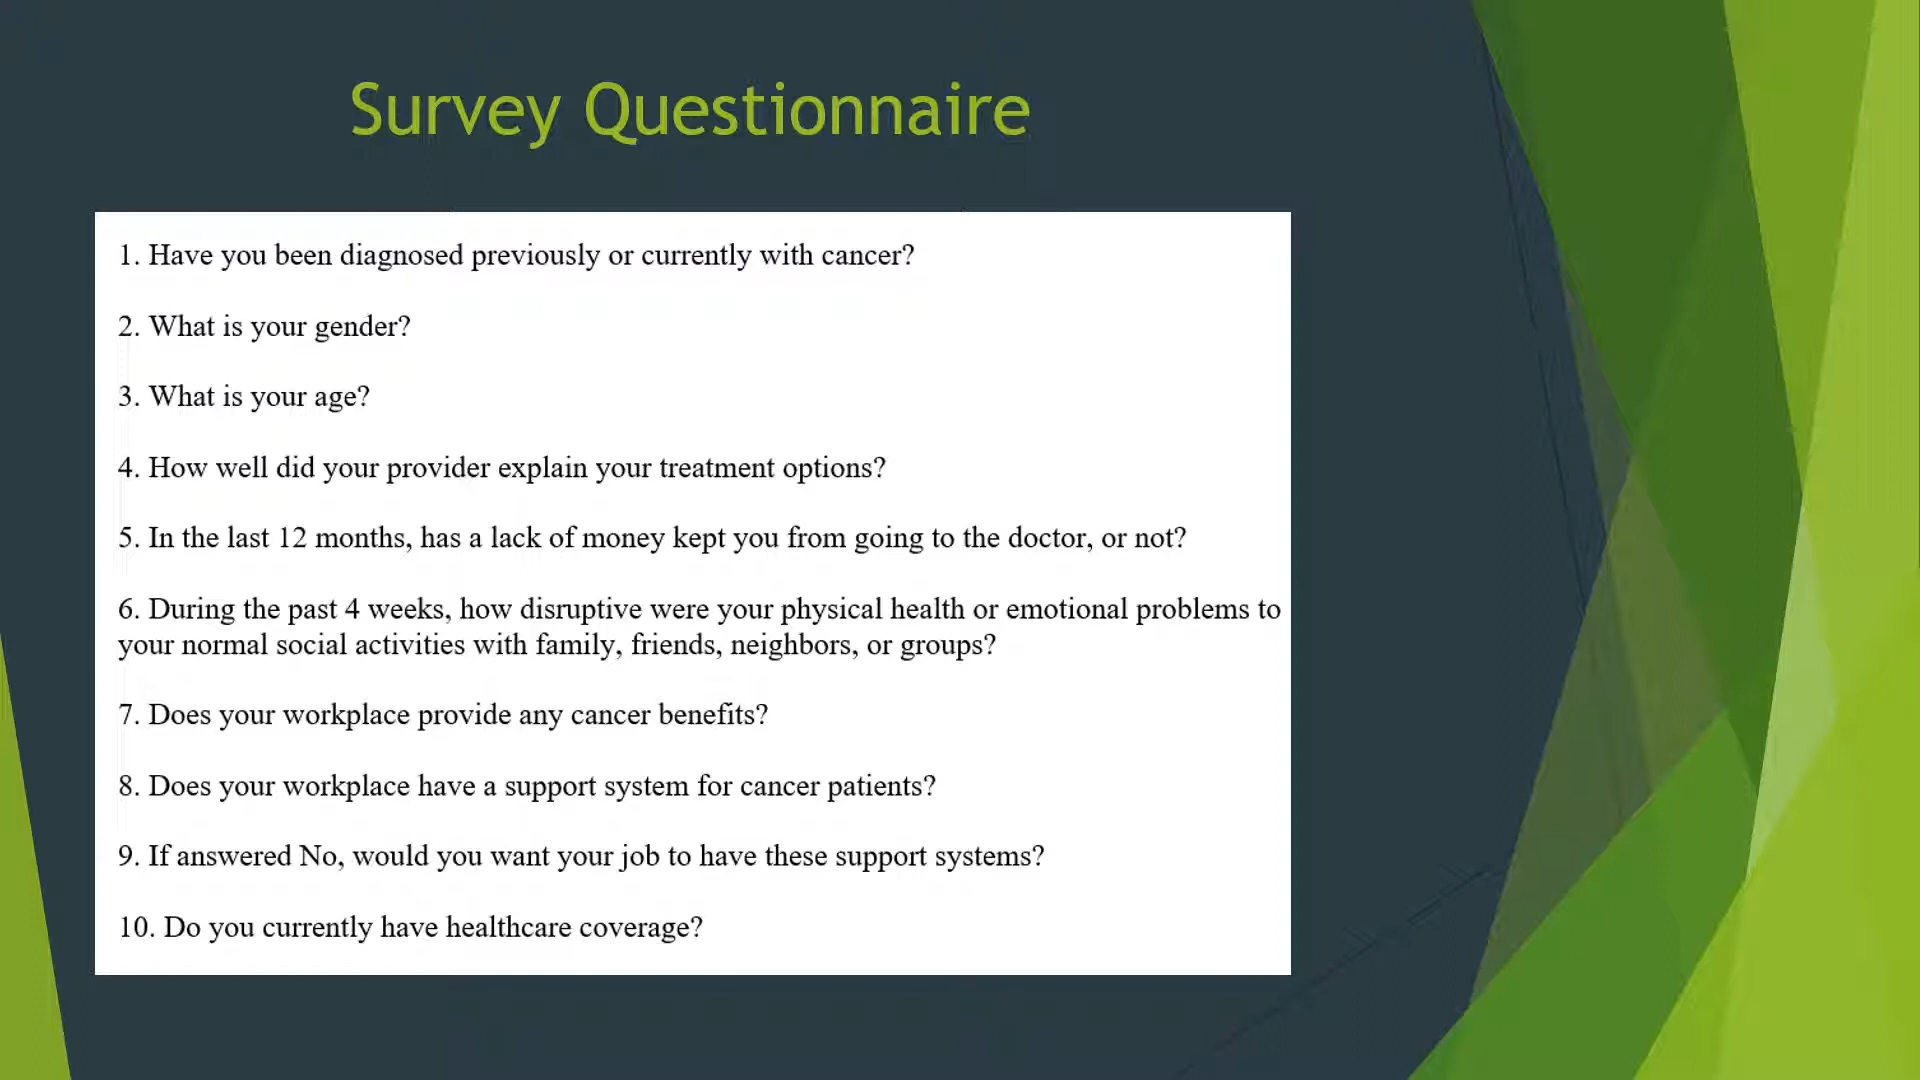 Survey Questionnaire
1. Have you been diagnosed previously or currently with cancer?
2. What is your gender?
3. What is your age?
4. How well did your provider explain your treatment options?
5. In the last 12 months, has a lack of money kept you from going to the doctor, or not?
6. During the past 4 weeks, how disruptive were your physical health or emotional problems to
your normal social activities with family, friends, neighbors, or groups?
7. Does your workplace provide any cancer benefits?
8. Does your workplace have a support system for cancer patients?
9. If answered No, would you want your job to have these support systems?
10. Do you currently have healthcare coverage?